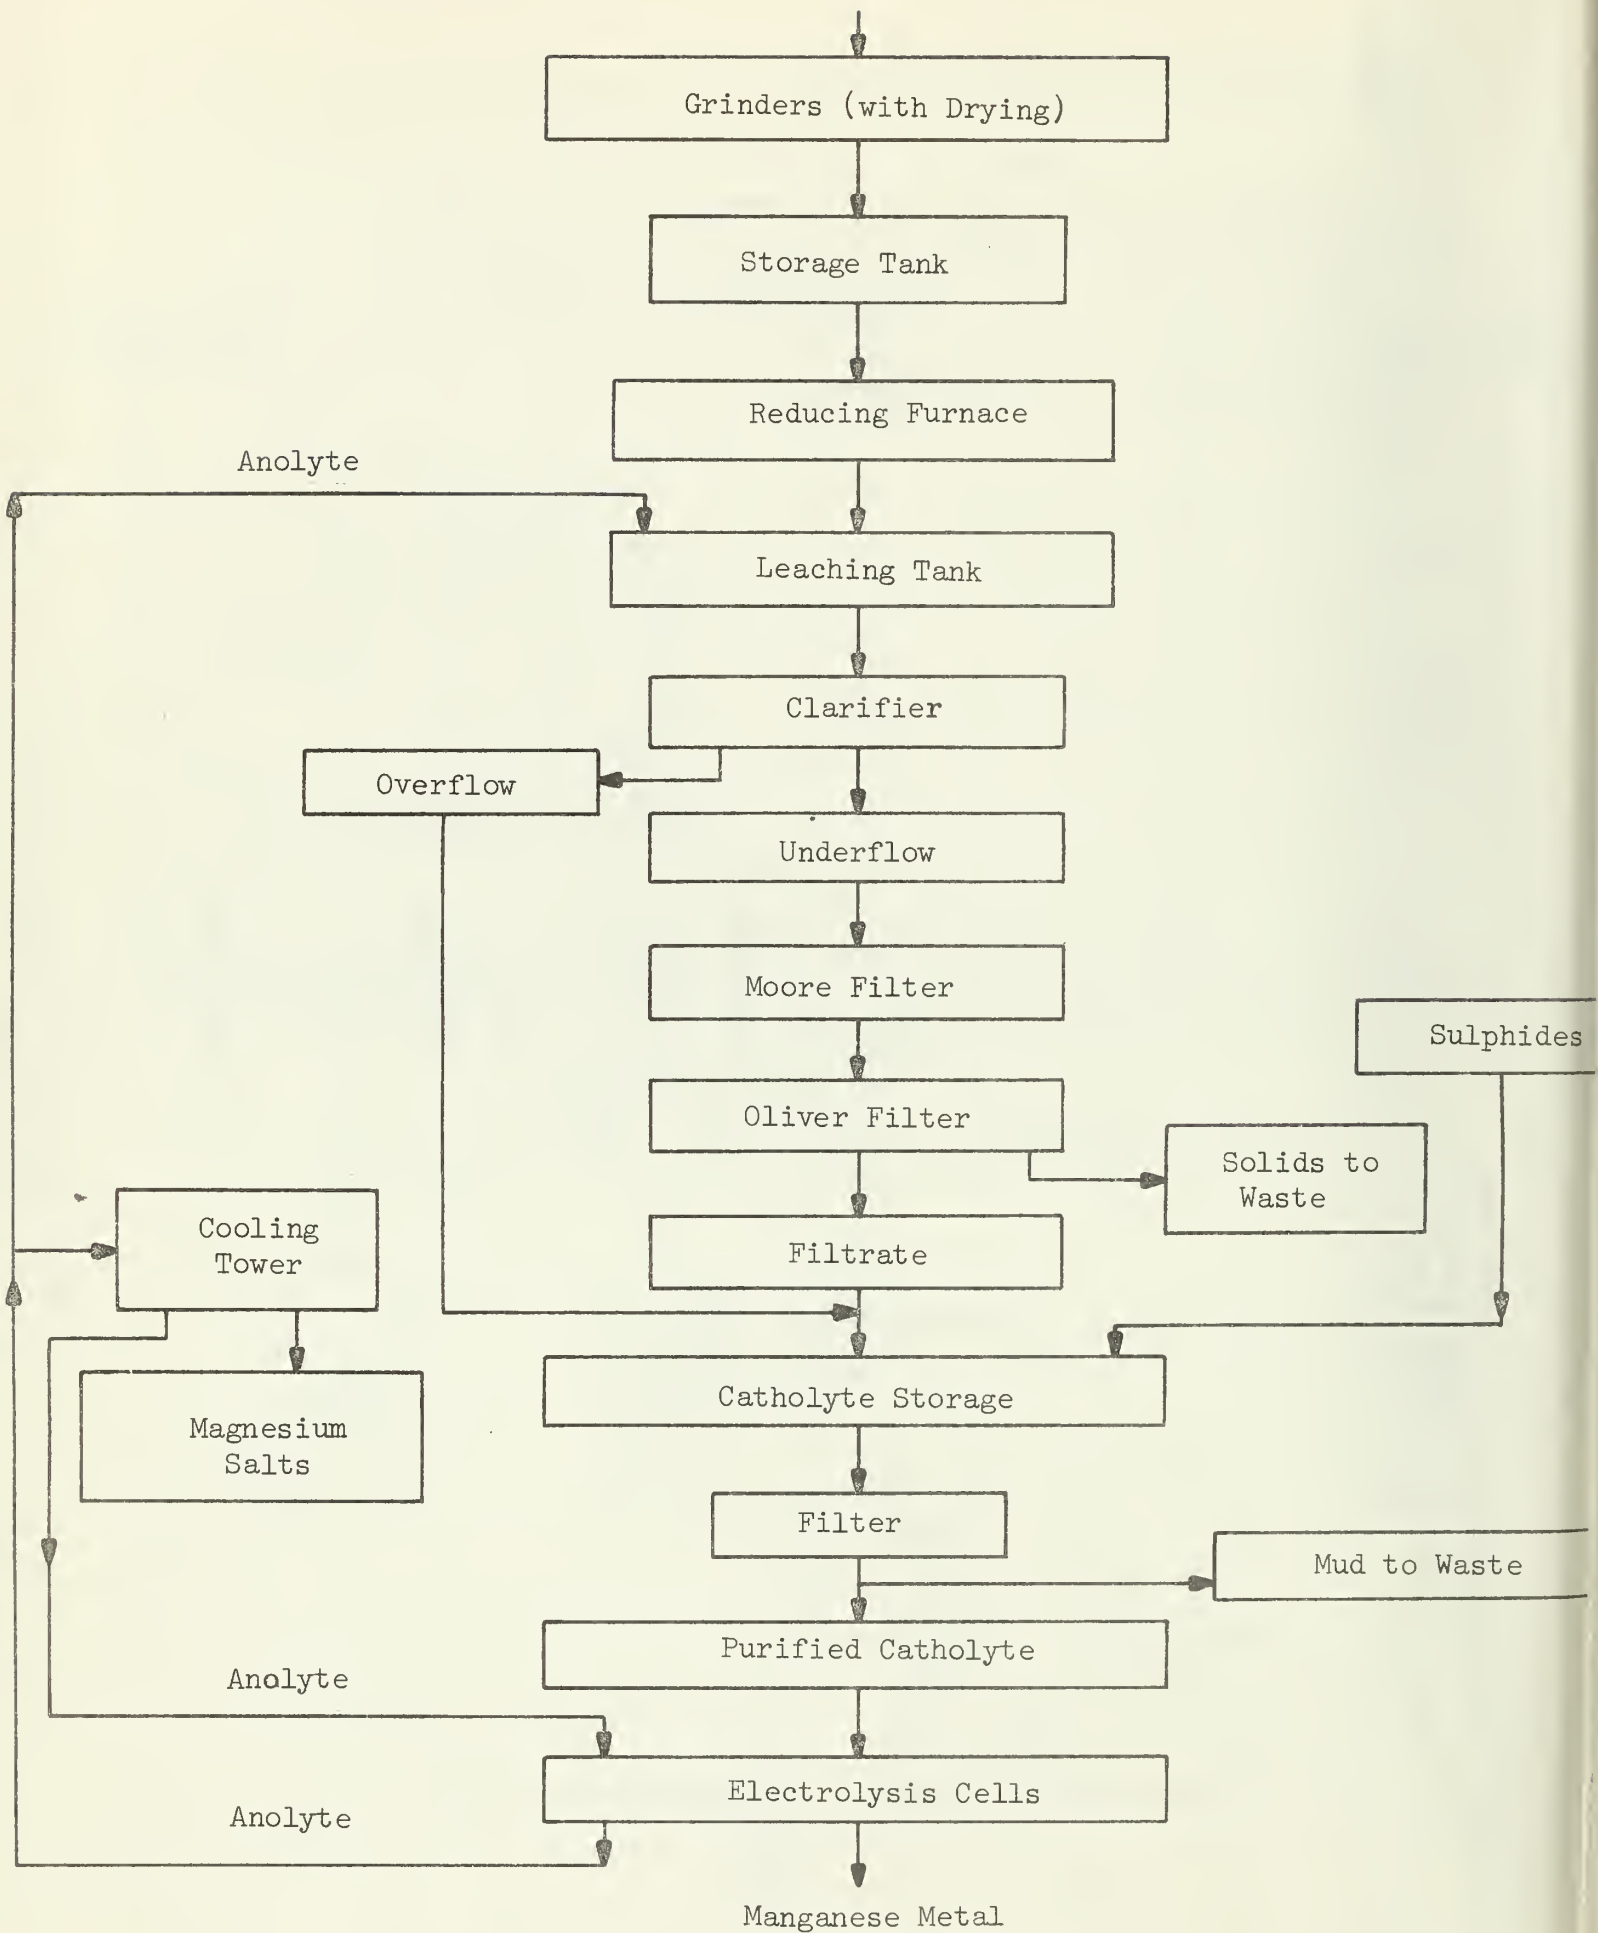 Grinders (with Drying)
Storage Tank
Reducing Furnace
Anolyte
Leaching Tank
Clarifier
Overflow
Underflow
Moore Filter
Sulphides
Oliver Filter
Solids to
Waste
Cooling
Tower
Filtrate
Catholyte Storage
Magnesium
Salts
Filter
Mud to Waste
Purified Catholyte
Anolyte
Electrolysis Cells
Anolyte
Manganese Metal